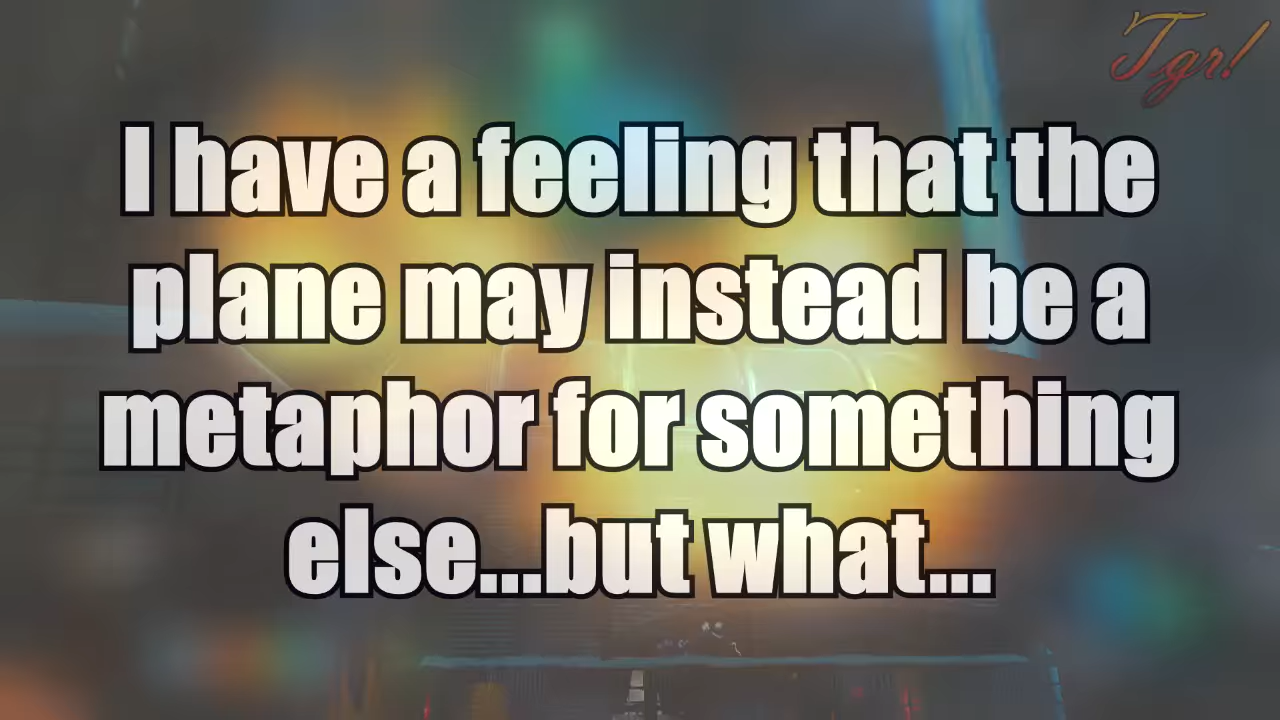 Tgr!
I have a feeling that the
plane may instead be a
metaphor for something
else...but what...